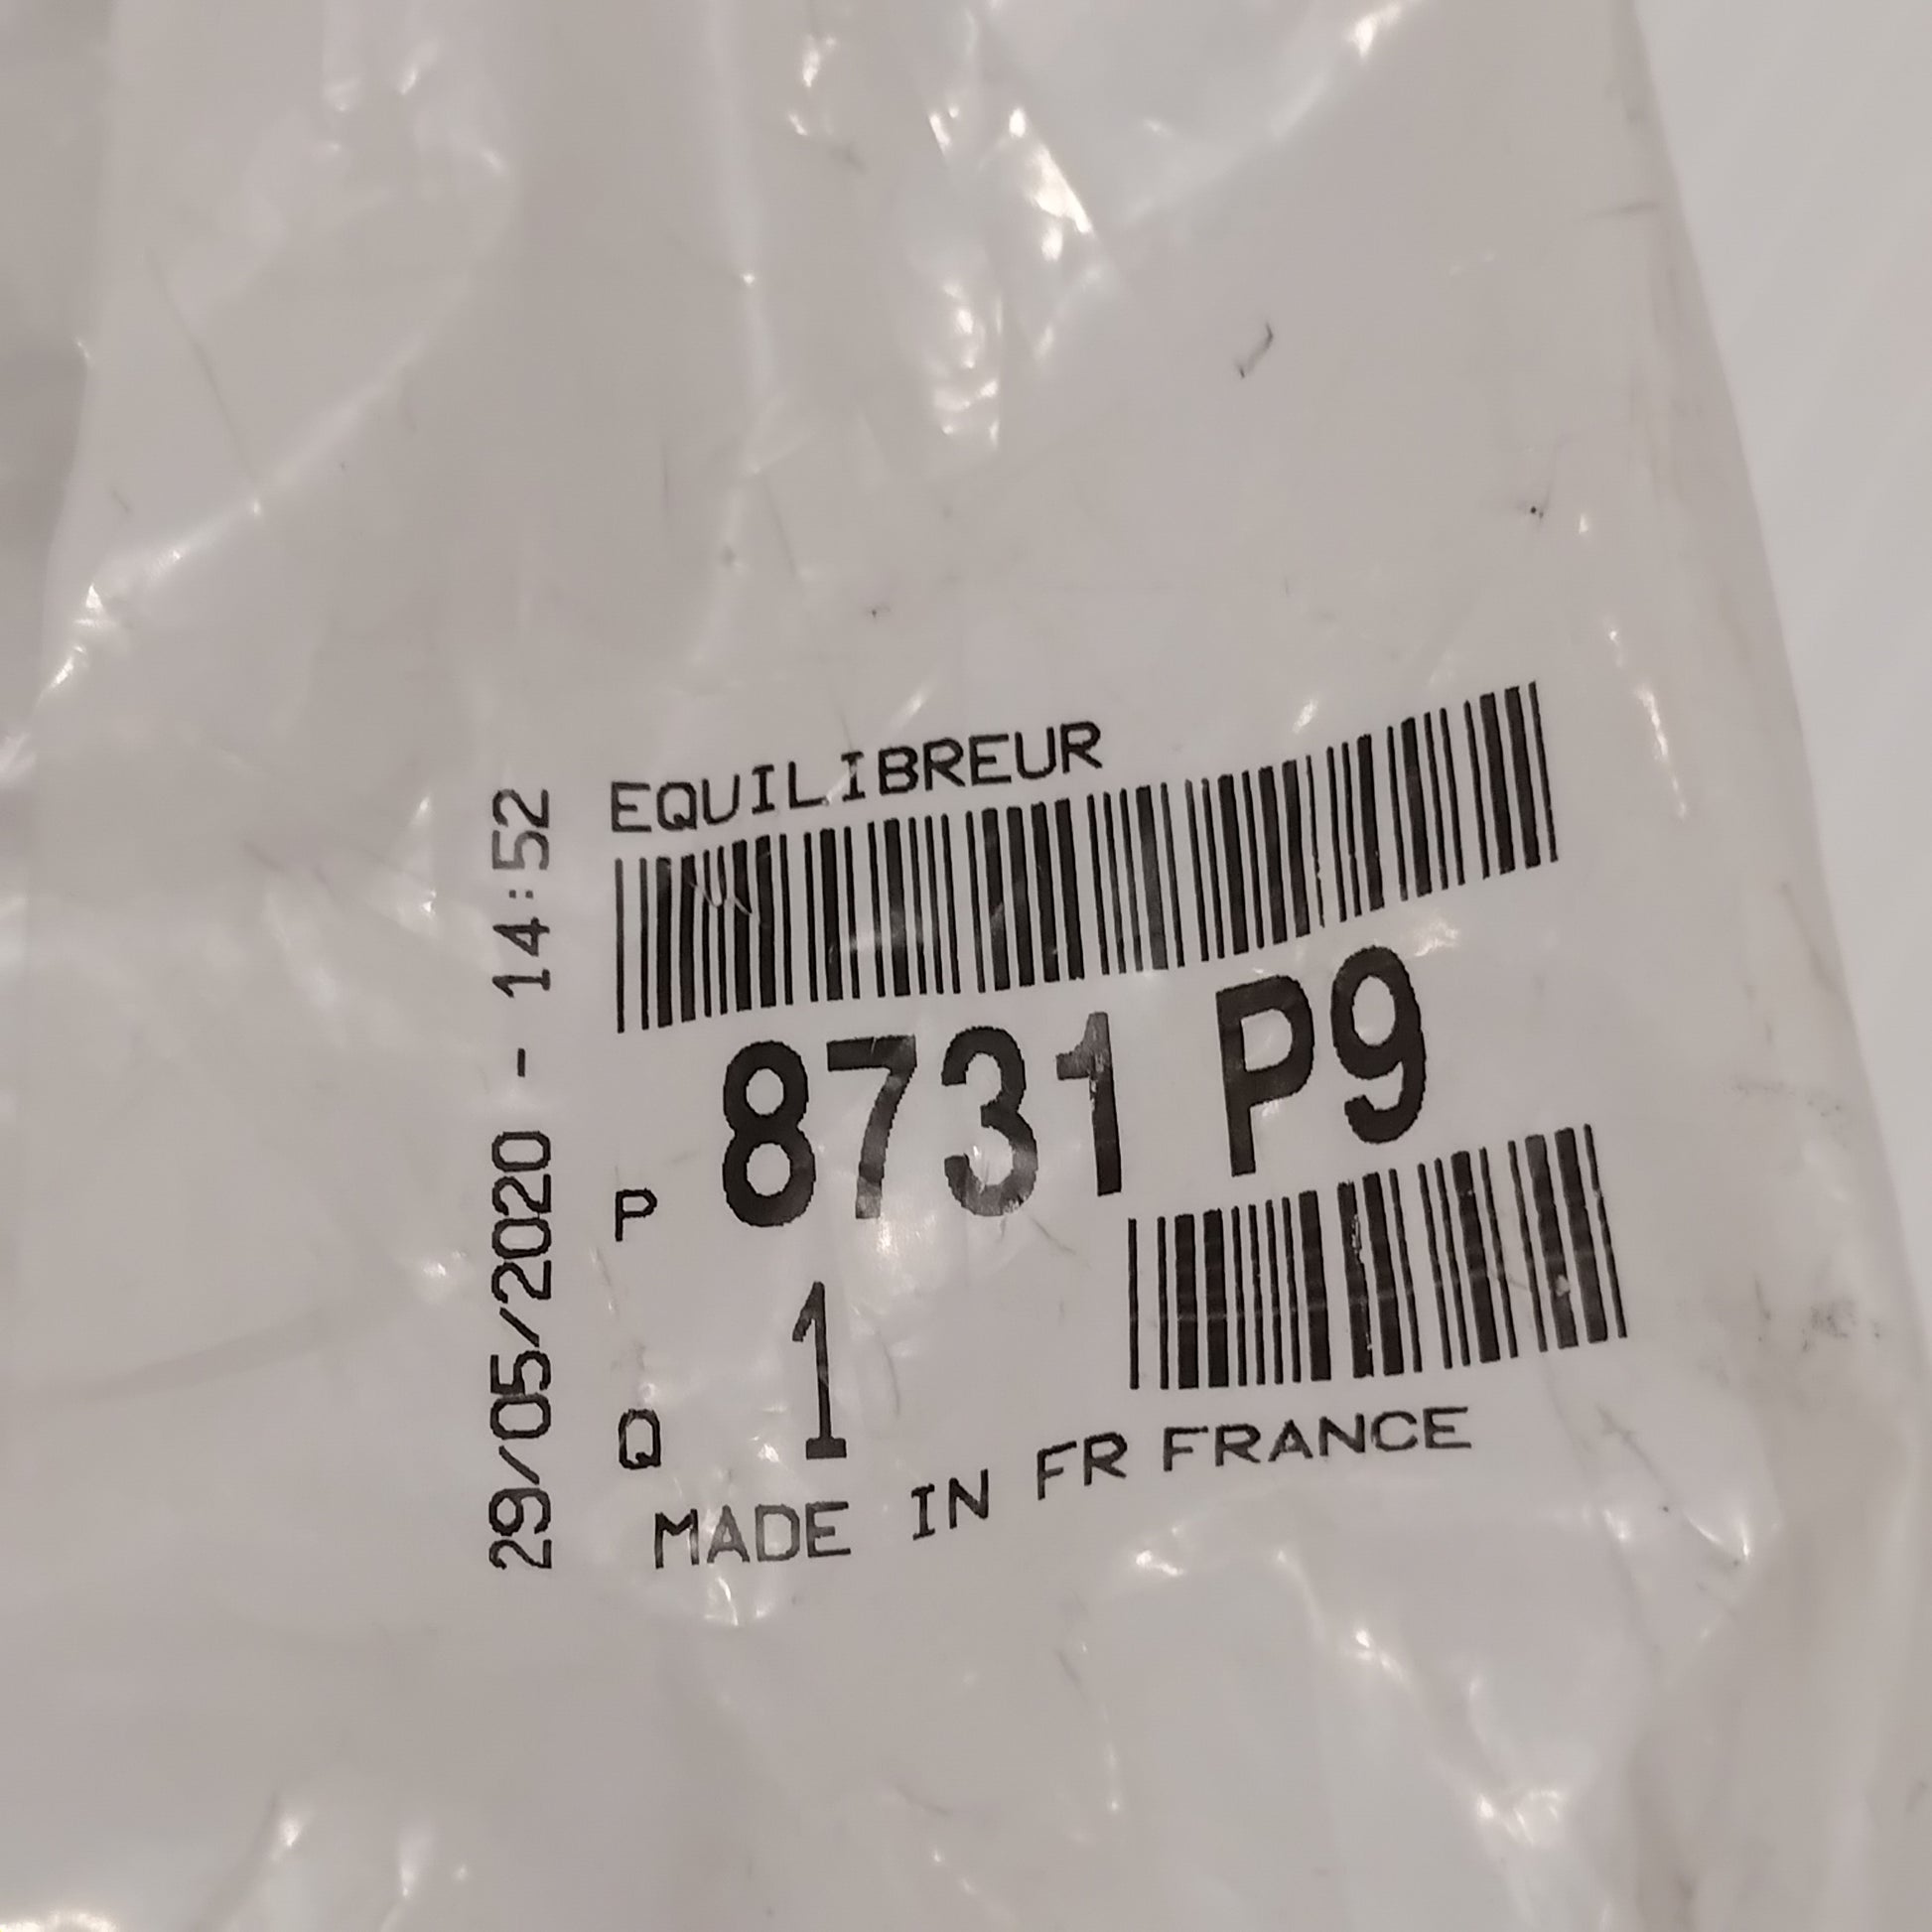 EQUILIBREUR
P 8731 P9
Q 1
MADE IN FR FRANCE
29/05/2020 - 14:52